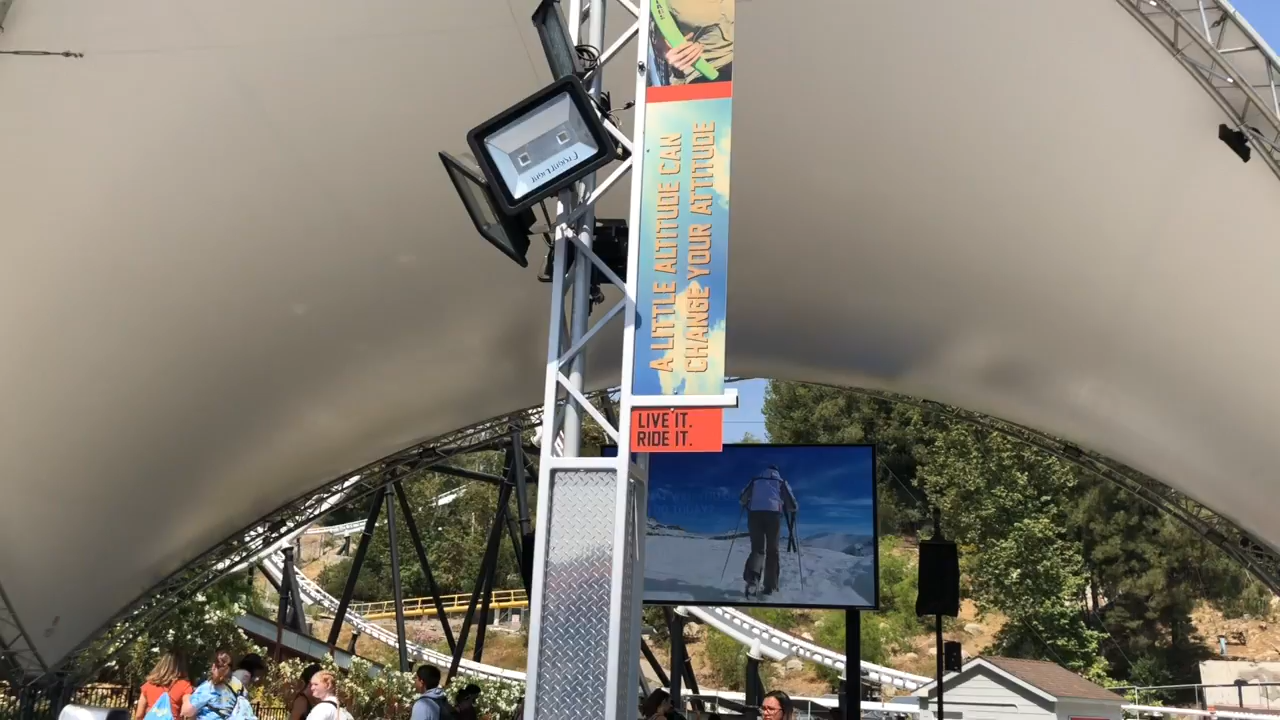 A LITTLE ALTITUDE CAN
CHANGE YOUR ATTITUDE
LIVE IT.
RIDE IT.